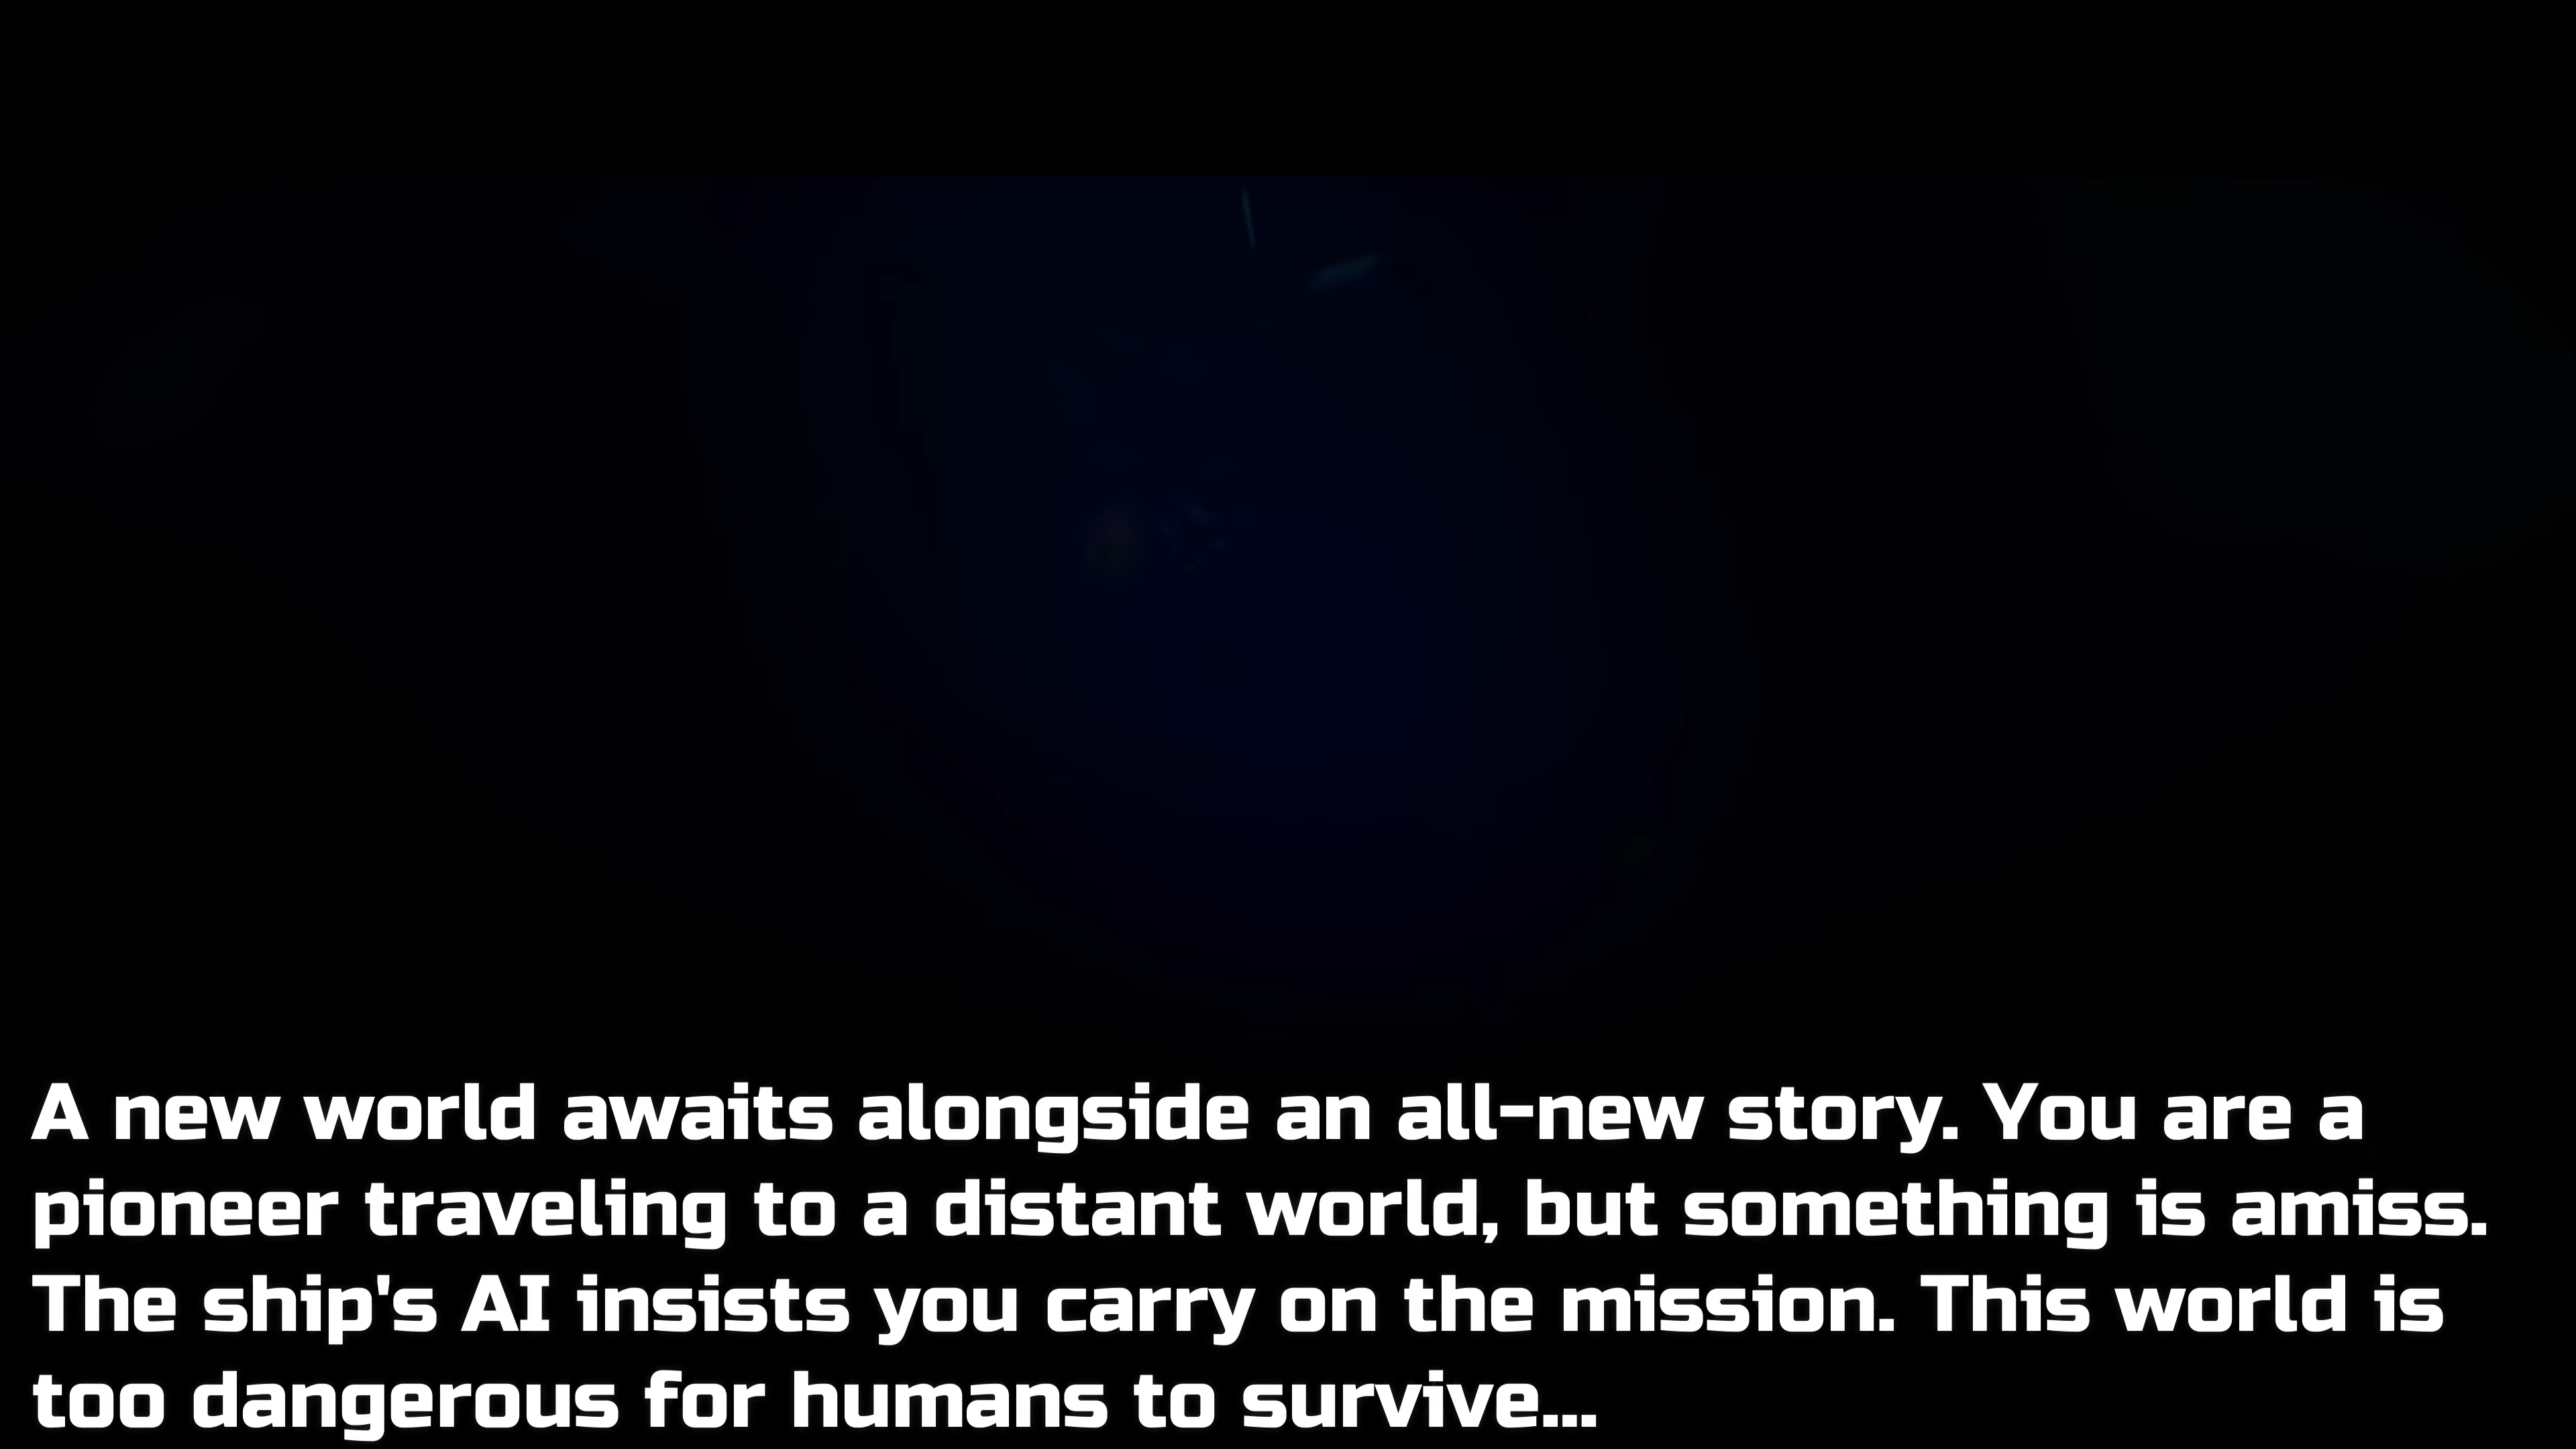 A new world awaits alongside an all-new story. You are a
pioneer traveling to a distant world, but something is amiss.
The ship's AI insists you carry on the mission. This world is
too dangerous for humans to survive...